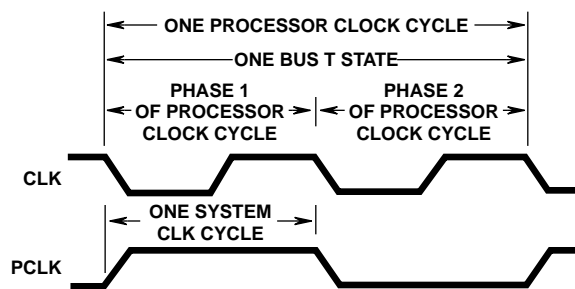 ONE PROCESSOR CLOCK CYCLE
ONE BUS T STATE
PHASE 1
OF PROCESSOR
CLOCK CYCLE
PHASE 2
OF PROCESSOR
CLOCK CYCLE
CLK
ONE SYSTEM
CLK CYCLE
PCLK